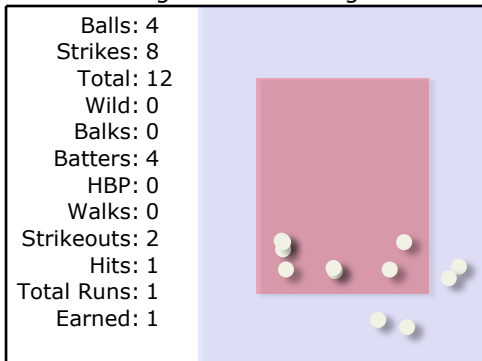 Balls: 4
Strikes: 8
Total: 12
Wild: 0
Balks: 0
Batters: 4
HBP: 0
Walks: 0
Strikeouts: 2
Hits: 1
Total Runs: 1
Earned: 1